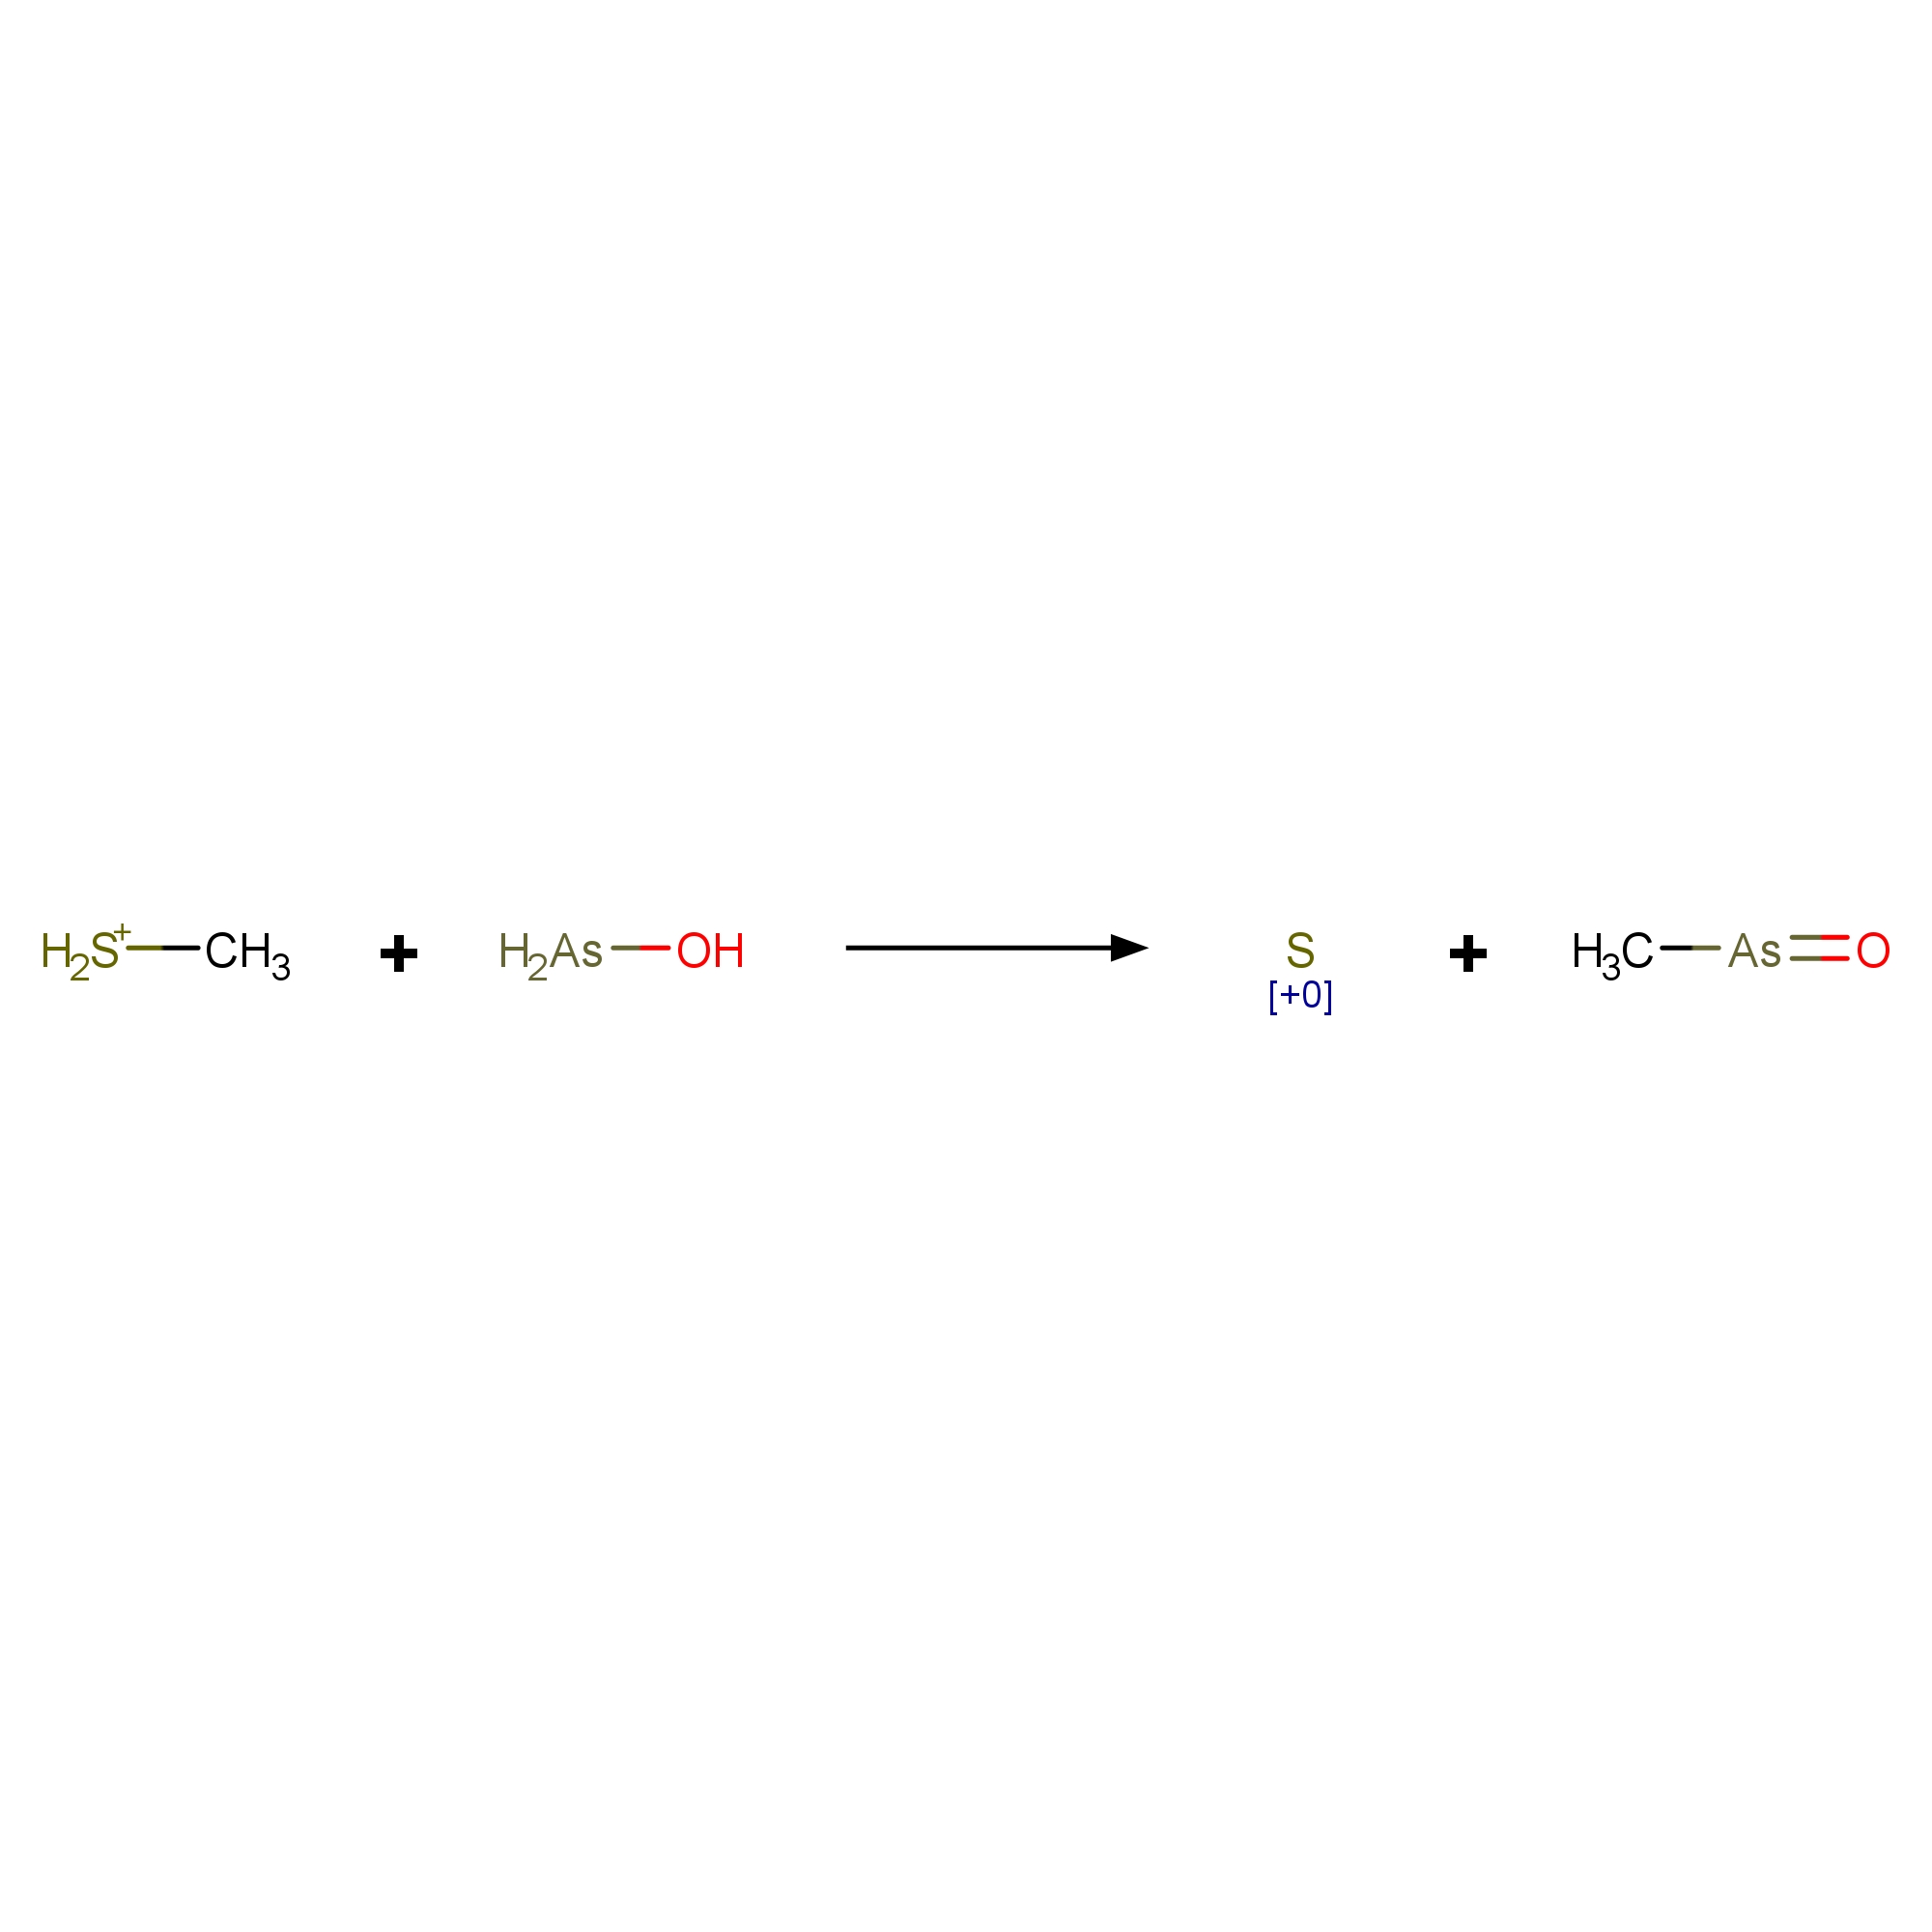 H2S+ CH3 + H2As OH S + H3C As O
[+0]